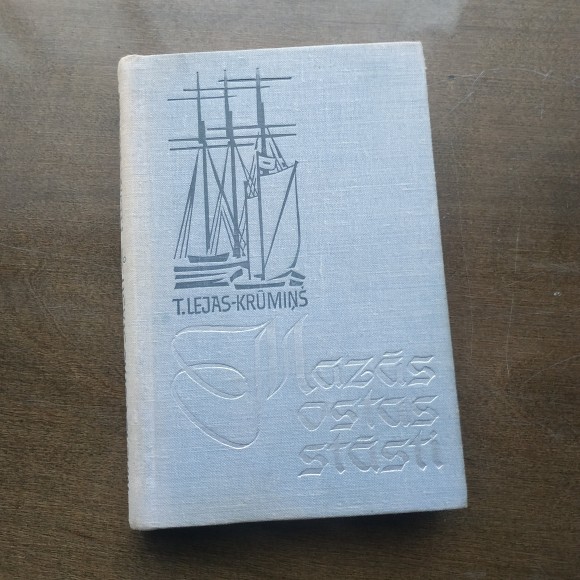 T. LEJAS-KRŪMIŅŠ
Mazās
ostas
stāsti